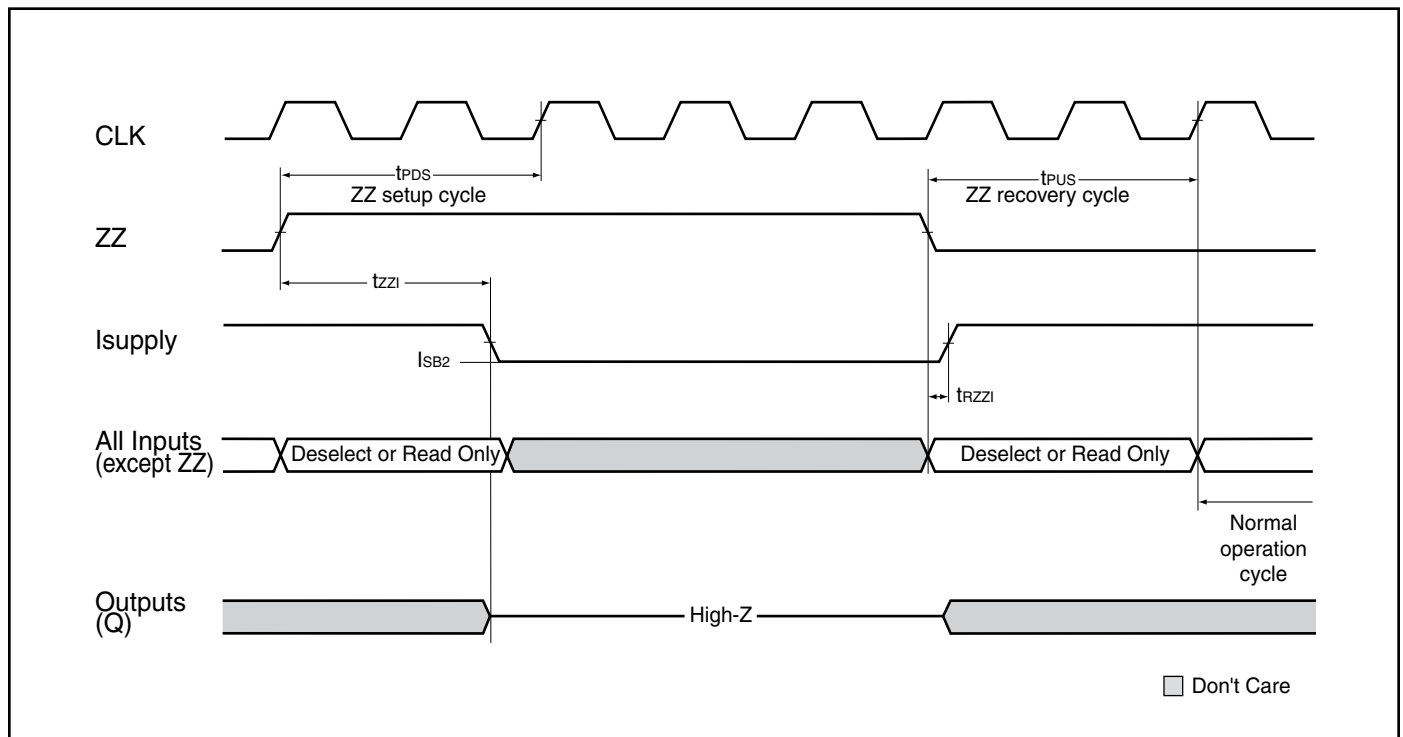 CLK
tPDS
ZZ setup cycle
tPUS
ZZ recovery cycle
ZZ
tZZI
Isupply
ISB2
tRZZI
All Inputs
(except ZZ)
Deselect or Read Only
Deselect or Read Only
Normal
operation
cycle
Outputs
(Q)
High-Z
Don't Care